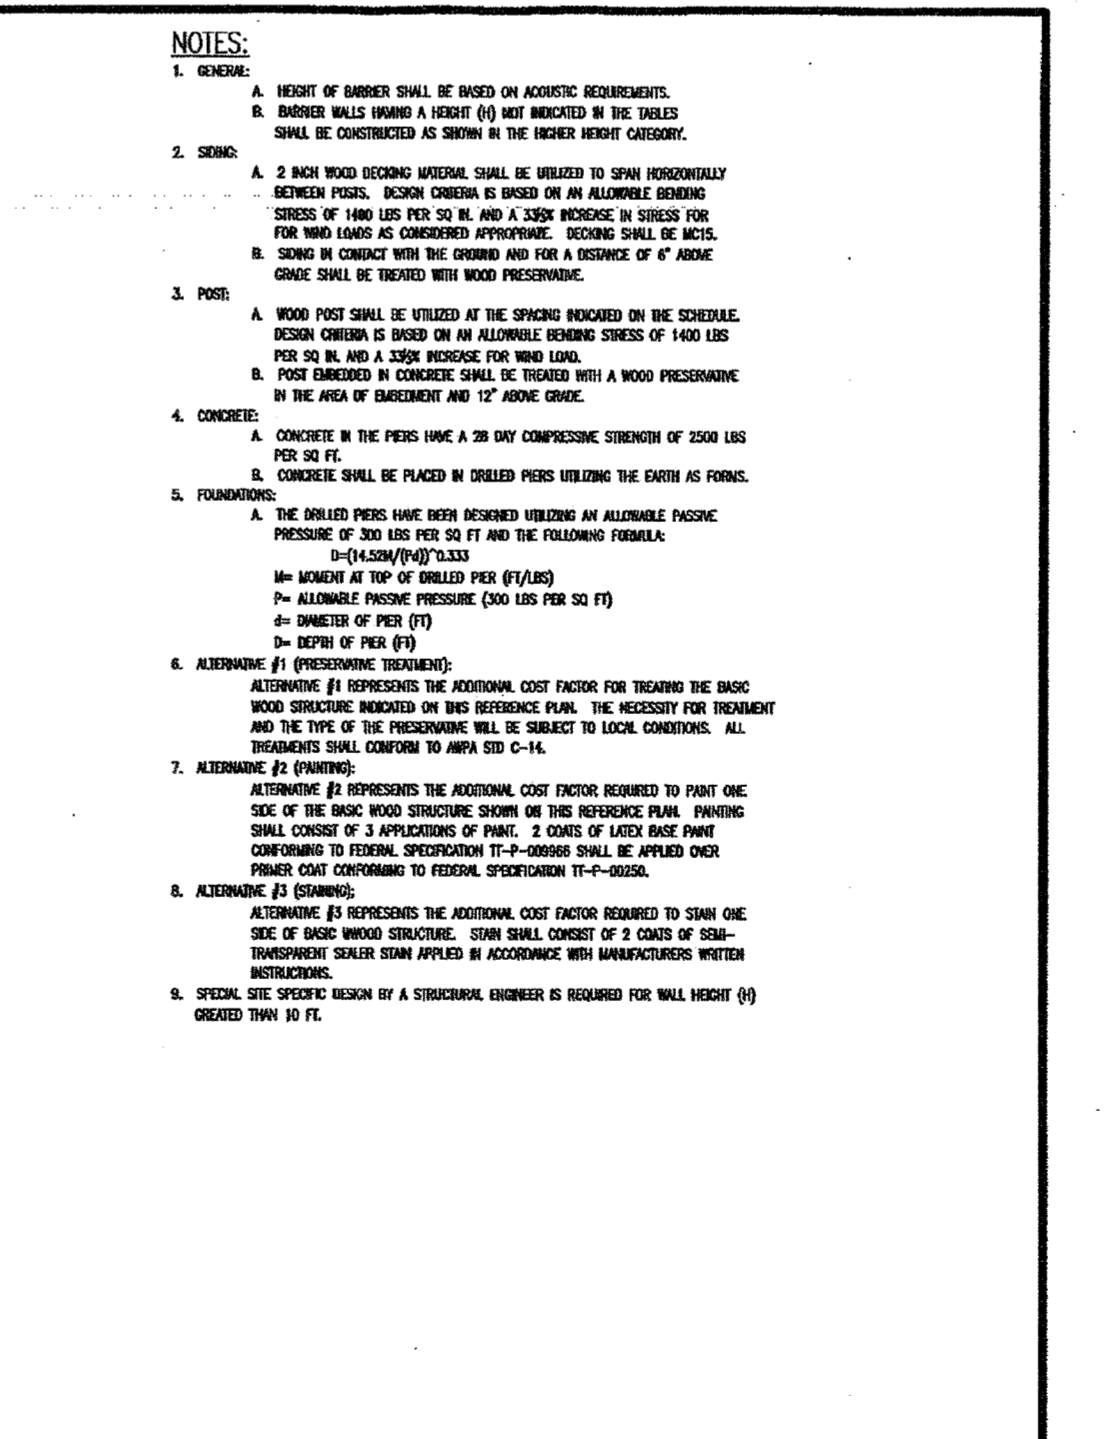 NOTES:
1. GENERAL:
A. HEIGHT OF BARRIER SHALL BE BASED ON ACOUSTIC REQUIREMENTS.
B. BARRIER WALLS HAVING A HEIGHT (H) NOT INDICATED IN THE TABLES
SHALL BE CONSTRUCTED AS SHOWN IN THE HIGHER HEIGHT CATEGORY.
2. SIDING:
A. 2 INCH WOOD DECKING MATERIAL SHALL BE UTILIZED TO SPAN HORIZONTALLY
BETWEEN POSTS. DESIGN CRITERIA IS BASED ON AN ALLOWABLE BENDING
STRESS OF 1400 LBS PER SQ IN. AND A 33⅓% INCREASE IN STRESS FOR
FOR WIND LOADS AS CONSIDERED APPROPRIATE. DECKING SHALL BE MC15.
B. SIDING IN CONTACT WITH THE GROUND AND FOR A DISTANCE OF 6" ABOVE
GRADE SHALL BE TREATED WITH WOOD PRESERVATIVE.
3. POST:
A. WOOD POST SHALL BE UTILIZED AT THE SPACING INDICATED ON THE SCHEDULE.
DESIGN CRITERIA IS BASED ON AN ALLOWABLE BENDING STRESS OF 1400 LBS
PER SQ IN. AND A 33⅓% INCREASE FOR WIND LOAD.
B. POST EMBEDDED IN CONCRETE SHALL BE TREATED WITH A WOOD PRESERVATIVE
IN THE AREA OF EMBEDMENT AND 12" ABOVE GRADE.
4. CONCRETE:
A. CONCRETE IN THE PIERS HAVE A 28 DAY COMPRESSIVE STRENGTH OF 2500 LBS
PER SQ FT.
B. CONCRETE SHALL BE PLACED IN DRILLED PIERS UTILIZING THE EARTH AS FORMS.
5. FOUNDATIONS:
A. THE DRILLED PIERS HAVE BEEN DESIGNED UTILIZING AN ALLOWABLE PASSIVE
PRESSURE OF 300 LBS PER SQ FT AND THE FOLLOWING FORMULA:
D=(14.52M/(Pd))^0.333
M= MOMENT AT TOP OF DRILLED PIER (FT/LBS)
P= ALLOWABLE PASSIVE PRESSURE (300 LBS PER SQ FT)
d= DIAMETER OF PIER (FT)
D= DEPTH OF PIER (FT)
6. ALTERNATIVE #1 (PRESERVATIVE TREATMENT):
ALTERNATIVE #1 REPRESENTS THE ADDITIONAL COST FACTOR FOR TREATING THE BASIC
WOOD STRUCTURE INDICATED ON THIS REFERENCE PLAN. THE NECESSITY FOR TREATMENT
AND THE TYPE OF THE PRESERVATIVE WILL BE SUBJECT TO LOCAL CONDITIONS. ALL
TREATMENTS SHALL CONFORM TO AWPA STD C-14.
7. ALTERNATIVE #2 (PAINTING):
ALTERNATIVE #2 REPRESENTS THE ADDITIONAL COST FACTOR REQUIRED TO PAINT ONE
SIDE OF THE BASIC WOOD STRUCTURE SHOWN ON THIS REFERENCE PLAN. PAINTING
SHALL CONSIST OF 3 APPLICATIONS OF PAINT. 2 COATS OF LATEX BASE PAINT
CONFORMING TO FEDERAL SPECIFICATION TT-P-009966 SHALL BE APPLIED OVER
PRIMER COAT CONFORMING TO FEDERAL SPECIFICATION TT-P-00250.
8. ALTERNATIVE #3 (STAINING):
ALTERNATIVE #3 REPRESENTS THE ADDITIONAL COST FACTOR REQUIRED TO STAIN ONE
SIDE OF BASIC WWOOD STRUCTURE. STAIN SHALL CONSIST OF 2 COATS OF SEMI-
TRANSPARENT SEALER STAIN APPLIED IN ACCORDANCE WITH MANUFACTURERS WRITTEN
INSTRUCTIONS.
9. SPECIAL SITE SPECIFIC DESIGN BY A STRUCTURAL ENGINEER IS REQUIRED FOR WALL HEIGHT (H)
GREATED THAN 10 FT.